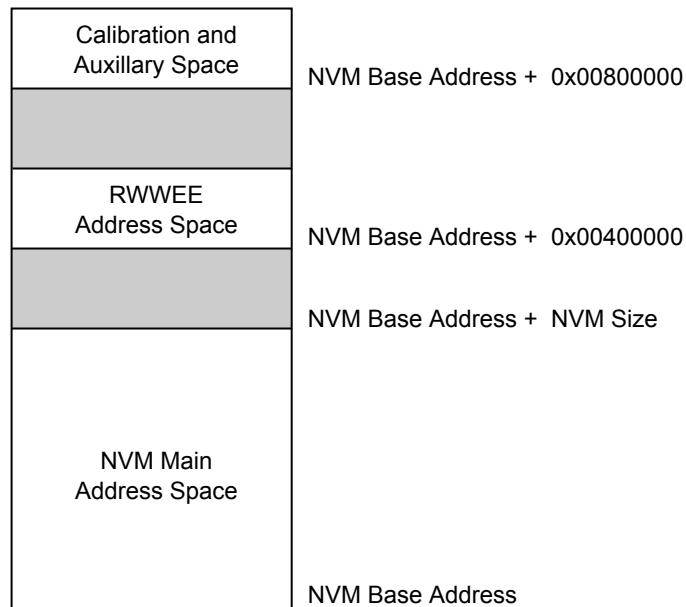 Calibration and
Auxillary Space
NVM Base Address + 0x00800000
RWWEE
Address Space
NVM Base Address + 0x00400000
NVM Base Address + NVM Size
NVM Main
Address Space
NVM Base Address